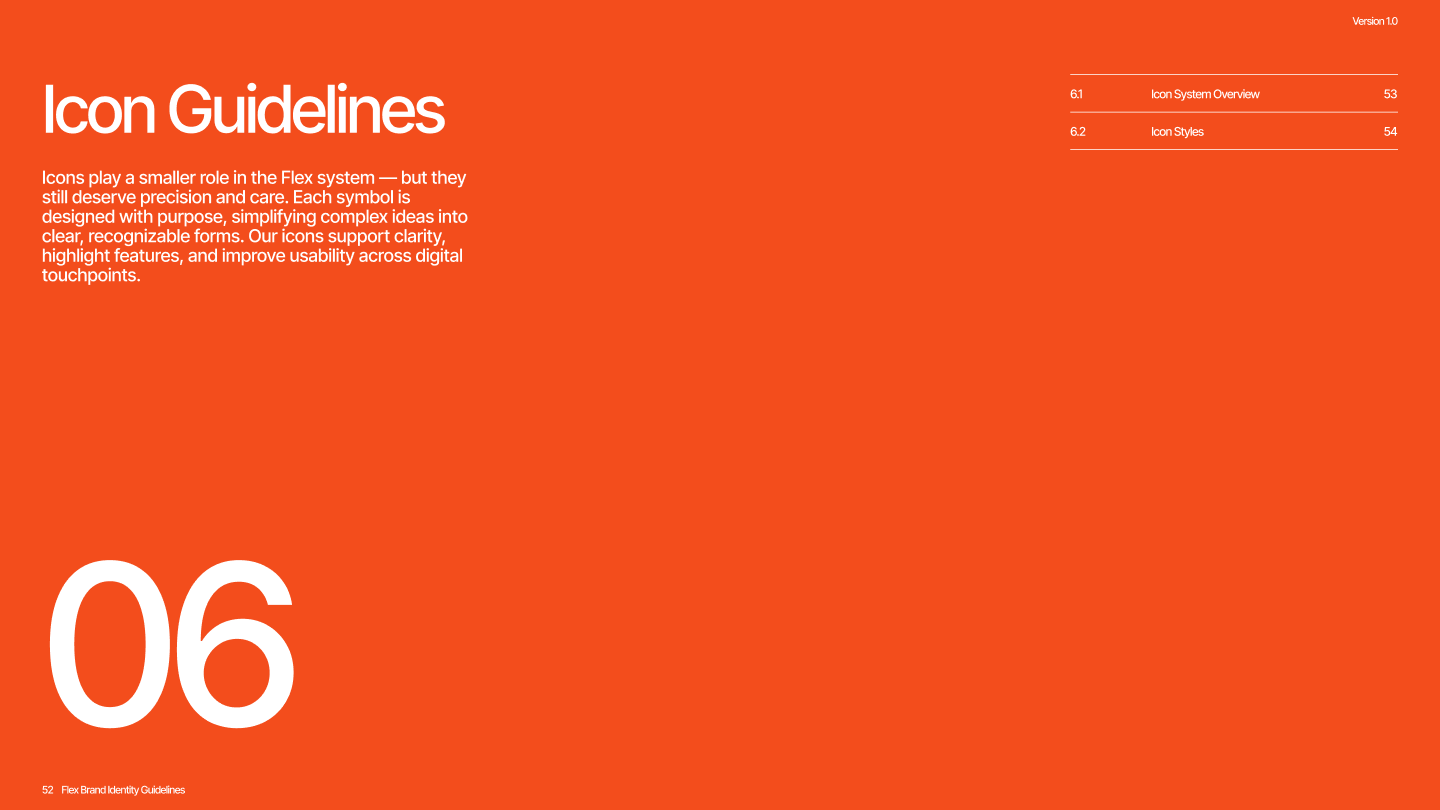 Version 1.0
Icon Guidelines
6.1 Icon System Overview 53
6.2 Icon Styles 54
Icons play a smaller role in the Flex system — but they
still deserve precision and care. Each symbol is
designed with purpose, simplifying complex ideas into
clear, recognizable forms. Our icons support clarity,
highlight features, and improve usability across digital
touchpoints.
06
52 Flex Brand Identity Guidelines